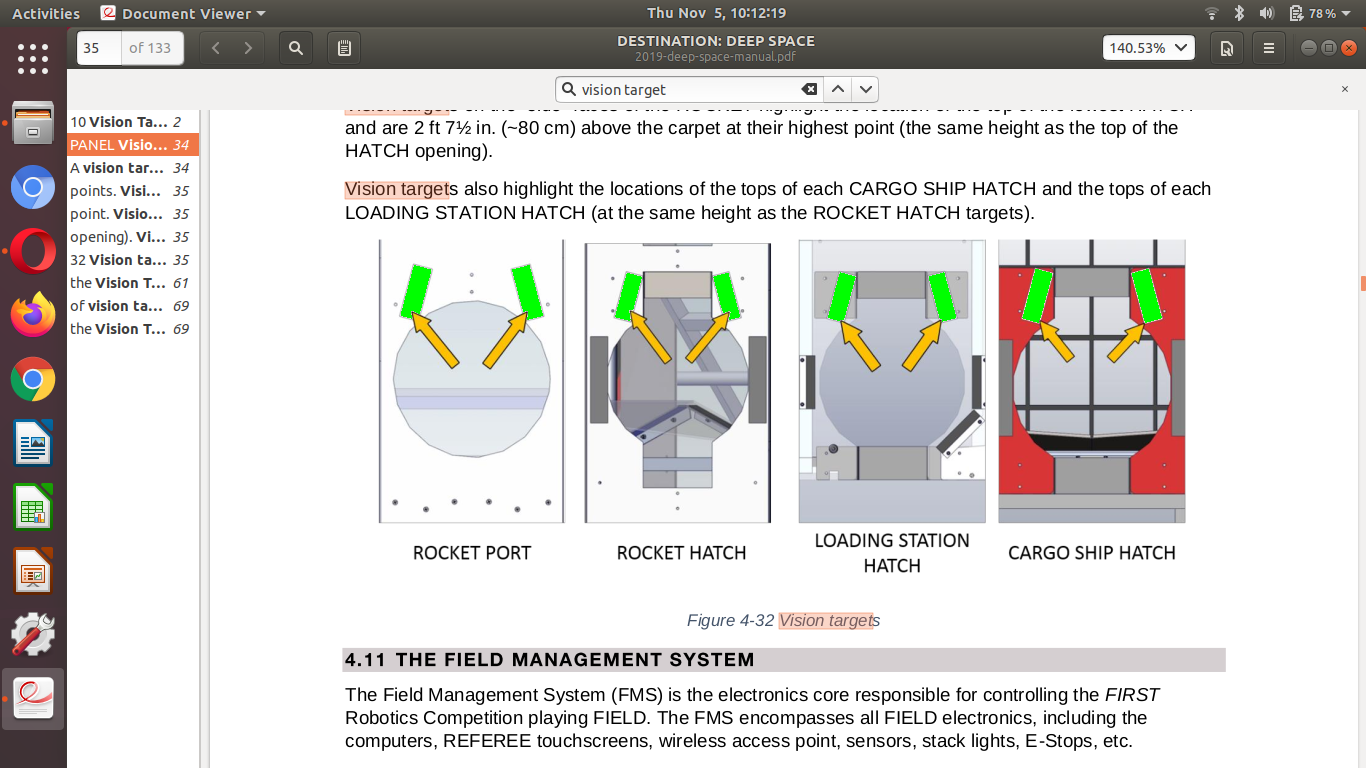 Activities
Document Viewer
Thu Nov 5, 10:12:19
78 %
35
of 133
DESTINATION: DEEP SPACE
2019-deep-space-manual.pdf
140.53%
vision target
10 Vision Ta... 2
PANEL Visio... 34
A vision tar... 34
points. Visi... 35
point. Visio... 35
opening). Vi... 35
32 Vision ta... 35
the Vision T... 61
of vision ta... 69
the Vision T... 69
and are 2 ft 7½ in. (~80 cm) above the carpet at their highest point (the same height as the top of the
HATCH opening).
Vision targets also highlight the locations of the tops of each CARGO SHIP HATCH and the tops of each
LOADING STATION HATCH (at the same height as the ROCKET HATCH targets).
ROCKET PORT
ROCKET HATCH
LOADING STATION
HATCH
CARGO SHIP HATCH
Figure 4-32 Vision targets
4.11 THE FIELD MANAGEMENT SYSTEM
The Field Management System (FMS) is the electronics core responsible for controlling the FIRST
Robotics Competition playing FIELD. The FMS encompasses all FIELD electronics, including the
computers, REFEREE touchscreens, wireless access point, sensors, stack lights, E-Stops, etc.